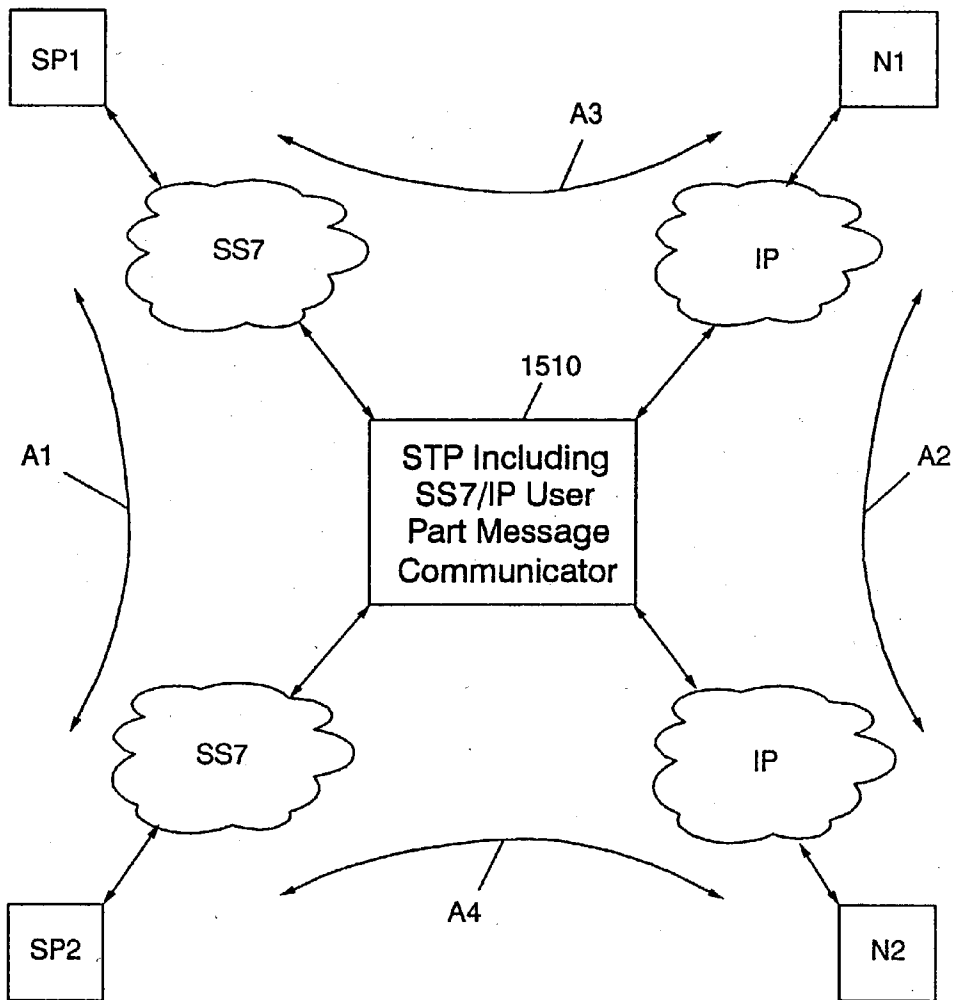 SP1
N1
A3
SS7
IP
1510
A1
STP Including
SS7/IP User
Part Message
Communicator
A2
SS7
IP
A4
SP2
N2